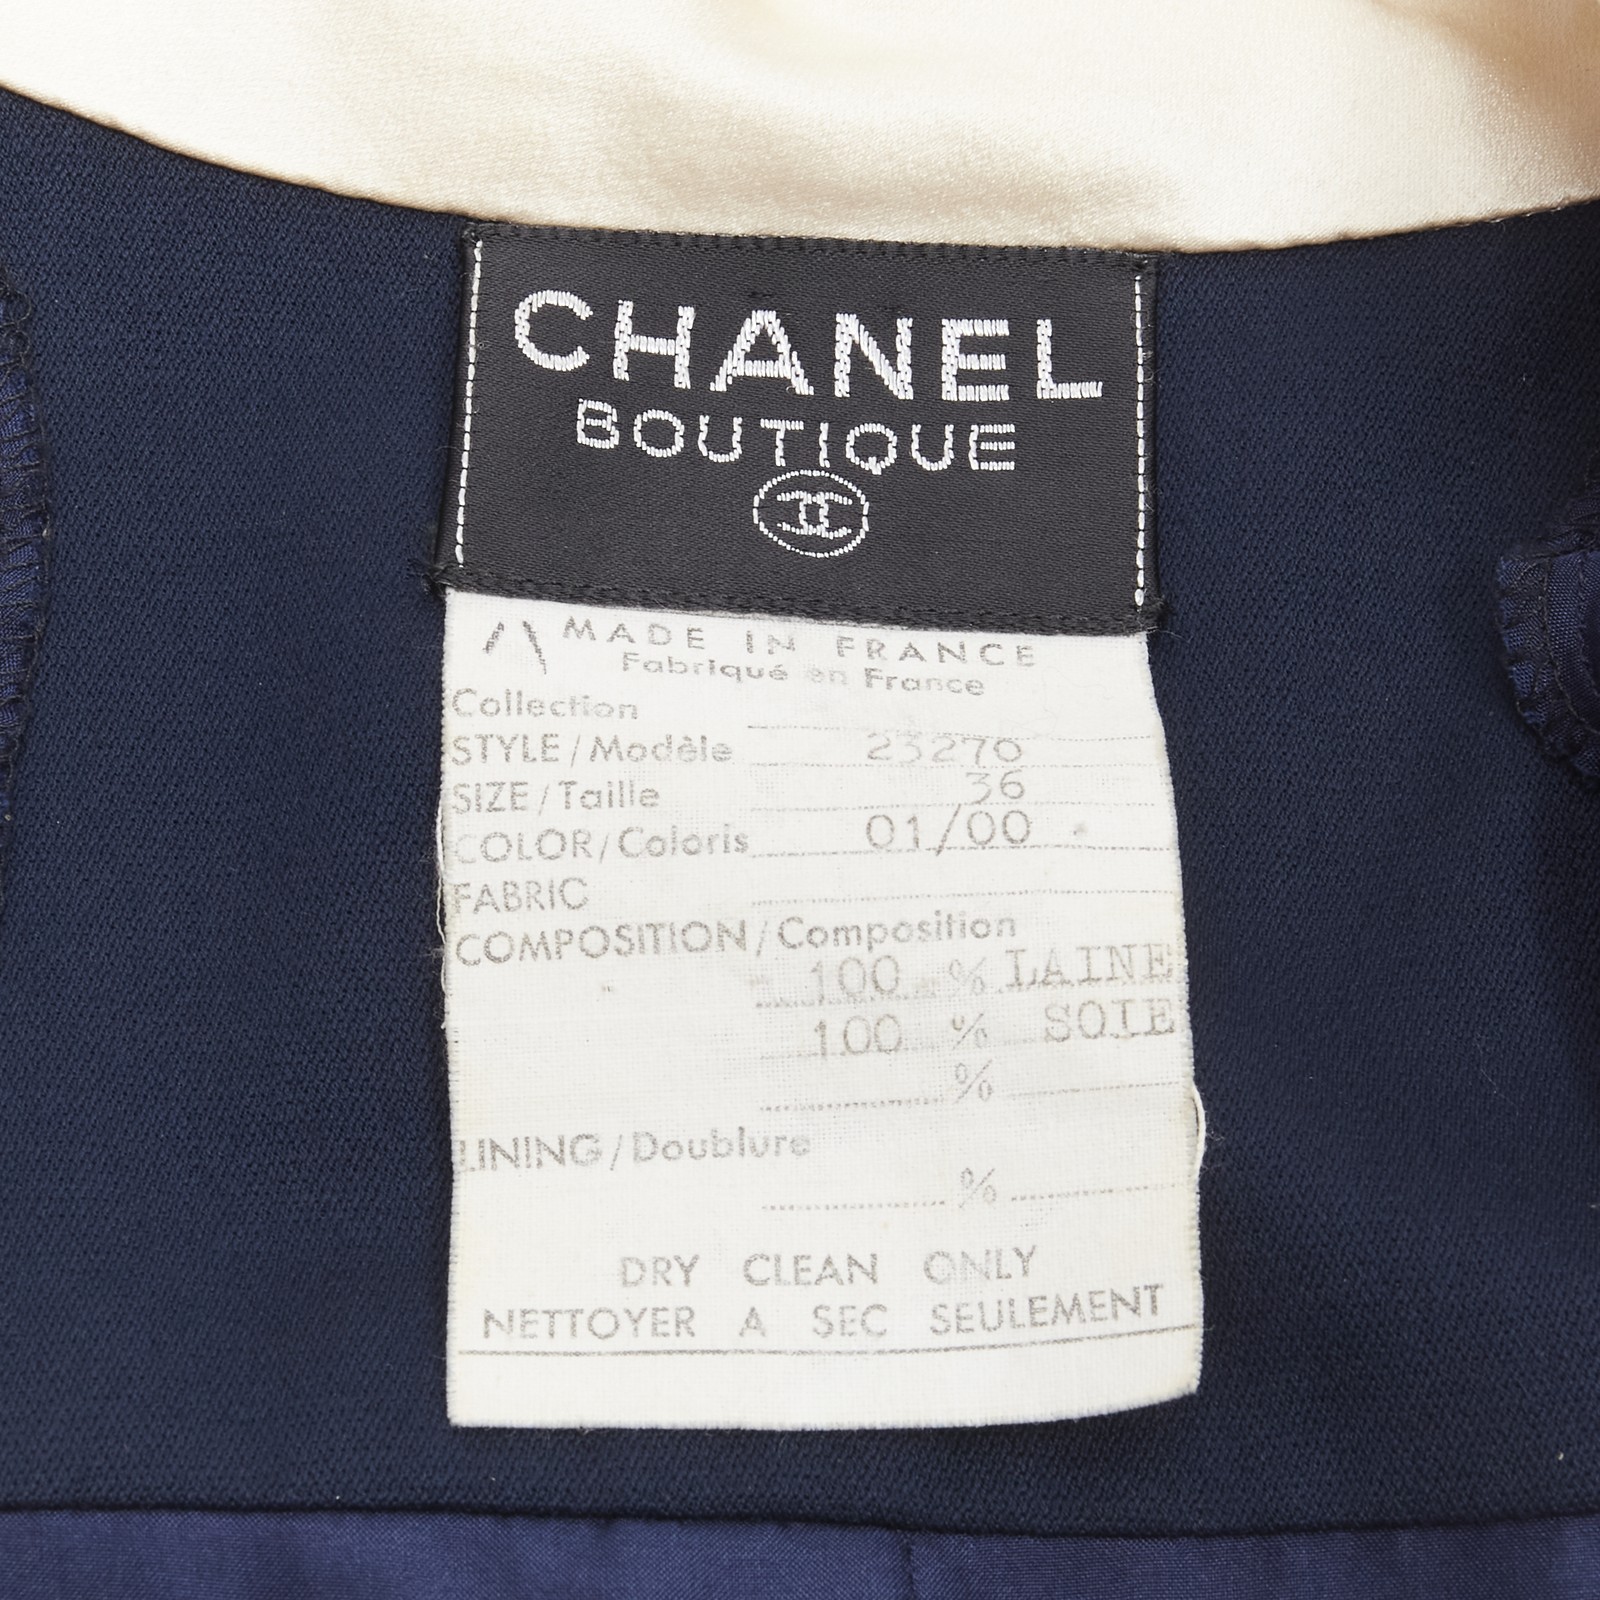 CHANEL
BOUTIQUE
MADE IN FRANCE
Fabriqué en France
Collection
STYLE/Modèle 23270
SIZE/Taille 36
COLOR/Coloris 01/00
FABRIC
COMPOSITION/Composition
100 % LAINE
100 % SOIE
%
LINING/Doublure
%
DRY CLEAN ONLY
NETTOYER A SEC SEULEMENT